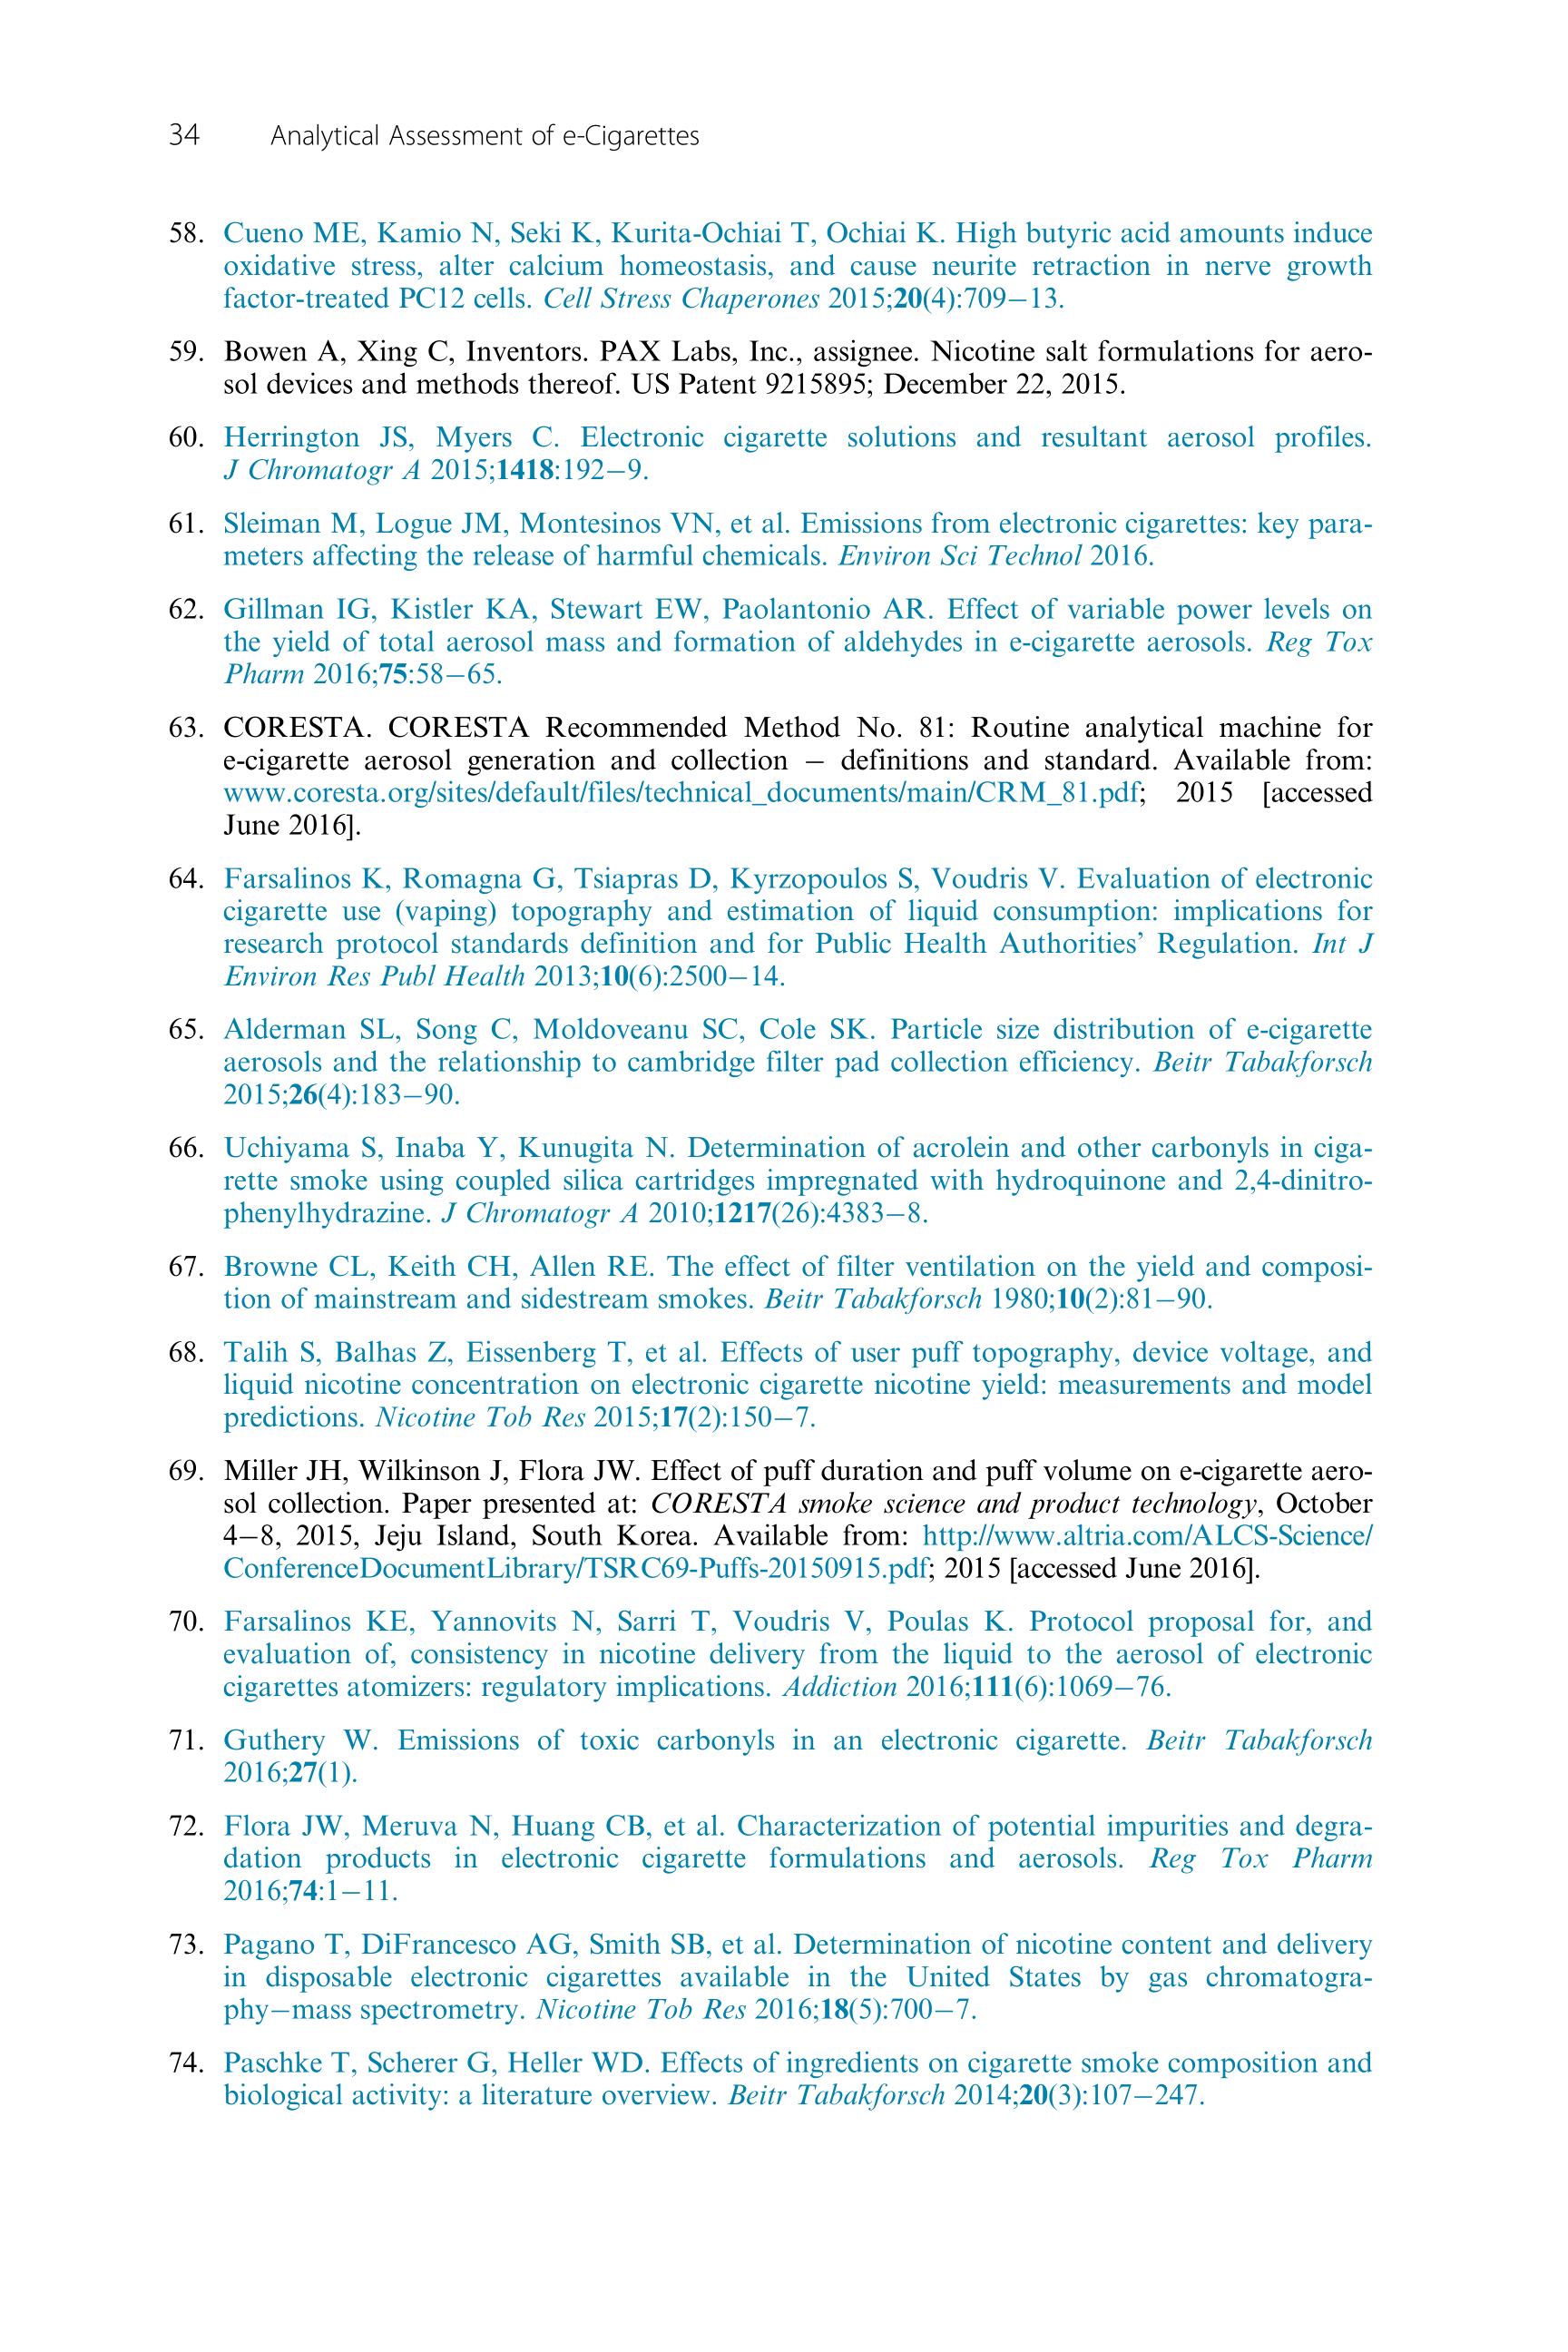 34 Analytical Assessment of e-Cigarettes
58. Cueno ME, Kamio N, Seki K, Kurita-Ochiai T, Ochiai K. High butyric acid amounts induce
oxidative stress, alter calcium homeostasis, and cause neurite retraction in nerve growth
factor-treated PC12 cells. Cell Stress Chaperones 2015;20(4):709−13.
59. Bowen A, Xing C, Inventors. PAX Labs, Inc., assignee. Nicotine salt formulations for aero-
sol devices and methods thereof. US Patent 9215895; December 22, 2015.
60. Herrington JS, Myers C. Electronic cigarette solutions and resultant aerosol profiles.
J Chromatogr A 2015;1418:192−9.
61. Sleiman M, Logue JM, Montesinos VN, et al. Emissions from electronic cigarettes: key para-
meters affecting the release of harmful chemicals. Environ Sci Technol 2016.
62. Gillman IG, Kistler KA, Stewart EW, Paolantonio AR. Effect of variable power levels on
the yield of total aerosol mass and formation of aldehydes in e-cigarette aerosols. Reg Tox
Pharm 2016;75:58−65.
63. CORESTA. CORESTA Recommended Method No. 81: Routine analytical machine for
e-cigarette aerosol generation and collection − definitions and standard. Available from:
www.coresta.org/sites/default/files/technical_documents/main/CRM_81.pdf; 2015 [accessed
June 2016].
64. Farsalinos K, Romagna G, Tsiapras D, Kyrzopoulos S, Voudris V. Evaluation of electronic
cigarette use (vaping) topography and estimation of liquid consumption: implications for
research protocol standards definition and for Public Health Authorities’ Regulation. Int J
Environ Res Publ Health 2013;10(6):2500−14.
65. Alderman SL, Song C, Moldoveanu SC, Cole SK. Particle size distribution of e-cigarette
aerosols and the relationship to cambridge filter pad collection efficiency. Beitr Tabakforsch
2015;26(4):183−90.
66. Uchiyama S, Inaba Y, Kunugita N. Determination of acrolein and other carbonyls in ciga-
rette smoke using coupled silica cartridges impregnated with hydroquinone and 2,4-dinitro-
phenylhydrazine. J Chromatogr A 2010;1217(26):4383−8.
67. Browne CL, Keith CH, Allen RE. The effect of filter ventilation on the yield and composi-
tion of mainstream and sidestream smokes. Beitr Tabakforsch 1980;10(2):81−90.
68. Talih S, Balhas Z, Eissenberg T, et al. Effects of user puff topography, device voltage, and
liquid nicotine concentration on electronic cigarette nicotine yield: measurements and model
predictions. Nicotine Tob Res 2015;17(2):150−7.
69. Miller JH, Wilkinson J, Flora JW. Effect of puff duration and puff volume on e-cigarette aero-
sol collection. Paper presented at: CORESTA smoke science and product technology, October
4−8, 2015, Jeju Island, South Korea. Available from: http://www.altria.com/ALCS-Science/
ConferenceDocumentLibrary/TSRC69-Puffs-20150915.pdf; 2015 [accessed June 2016].
70. Farsalinos KE, Yannovits N, Sarri T, Voudris V, Poulas K. Protocol proposal for, and
evaluation of, consistency in nicotine delivery from the liquid to the aerosol of electronic
cigarettes atomizers: regulatory implications. Addiction 2016;111(6):1069−76.
71. Guthery W. Emissions of toxic carbonyls in an electronic cigarette. Beitr Tabakforsch
2016;27(1).
72. Flora JW, Meruva N, Huang CB, et al. Characterization of potential impurities and degra-
dation products in electronic cigarette formulations and aerosols. Reg Tox Pharm
2016;74:1−11.
73. Pagano T, DiFrancesco AG, Smith SB, et al. Determination of nicotine content and delivery
in disposable electronic cigarettes available in the United States by gas chromatogra-
phy−mass spectrometry. Nicotine Tob Res 2016;18(5):700−7.
74. Paschke T, Scherer G, Heller WD. Effects of ingredients on cigarette smoke composition and
biological activity: a literature overview. Beitr Tabakforsch 2014;20(3):107−247.